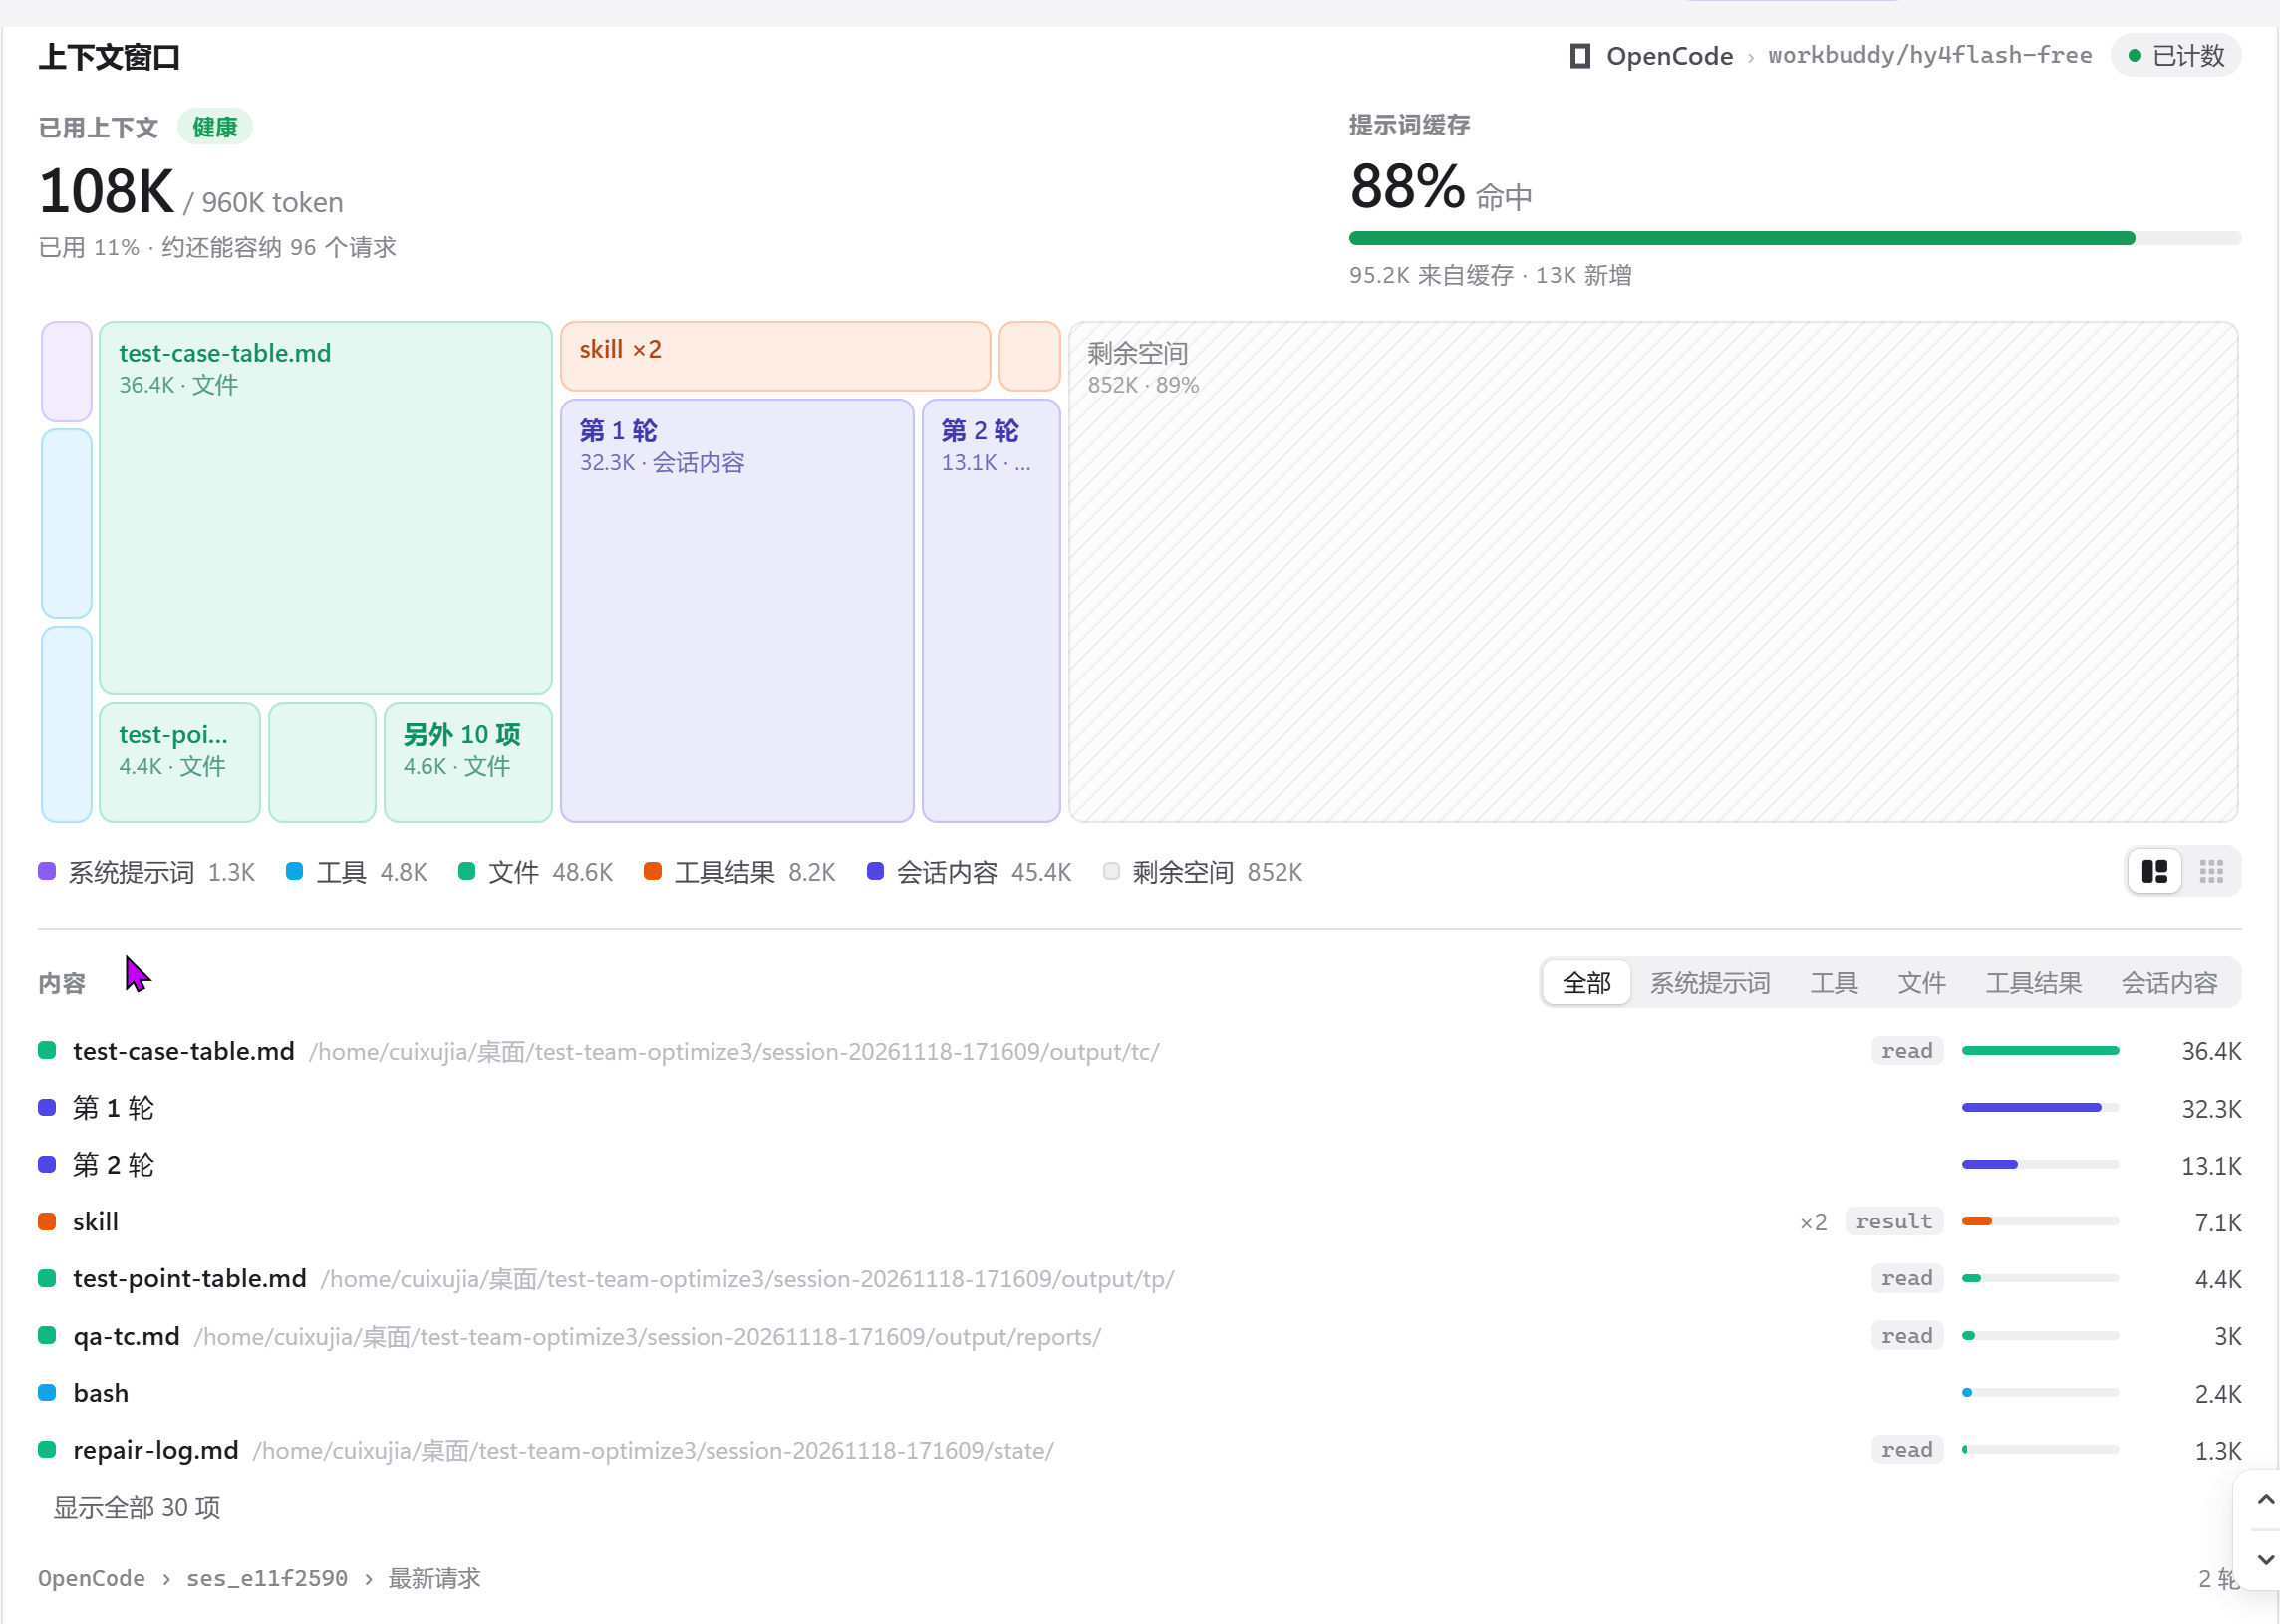 上下文窗口
OpenCode › workbuddy/hy4flash-free
已计数
已用上下文 健康
108K / 960K token
已用 11% · 约还能容纳 96 个请求
提示词缓存
88% 命中
95.2K 来自缓存 · 13K 新增
test-case-table.md
36.4K · 文件
test-poi...
4.4K · 文件
另外 10 项
4.6K · 文件
skill ×2
第 1 轮
32.3K · 会话内容
第 2 轮
13.1K · ...
剩余空间
852K · 89%
系统提示词 1.3K 工具 4.8K 文件 48.6K 工具结果 8.2K 会话内容 45.4K 剩余空间 852K
内容
全部 系统提示词 工具 文件 工具结果 会话内容
test-case-table.md /home/cuixujia/桌面/test-team-optimize3/session-20261118-171609/output/tc/ read 36.4K
第 1 轮 32.3K
第 2 轮 13.1K
skill ×2 result 7.1K
test-point-table.md /home/cuixujia/桌面/test-team-optimize3/session-20261118-171609/output/tp/ read 4.4K
qa-tc.md /home/cuixujia/桌面/test-team-optimize3/session-20261118-171609/output/reports/ read 3K
bash 2.4K
repair-log.md /home/cuixujia/桌面/test-team-optimize3/session-20261118-171609/state/ read 1.3K
显示全部 30 项
OpenCode › ses_e11f2590 › 最新请求
2 轮